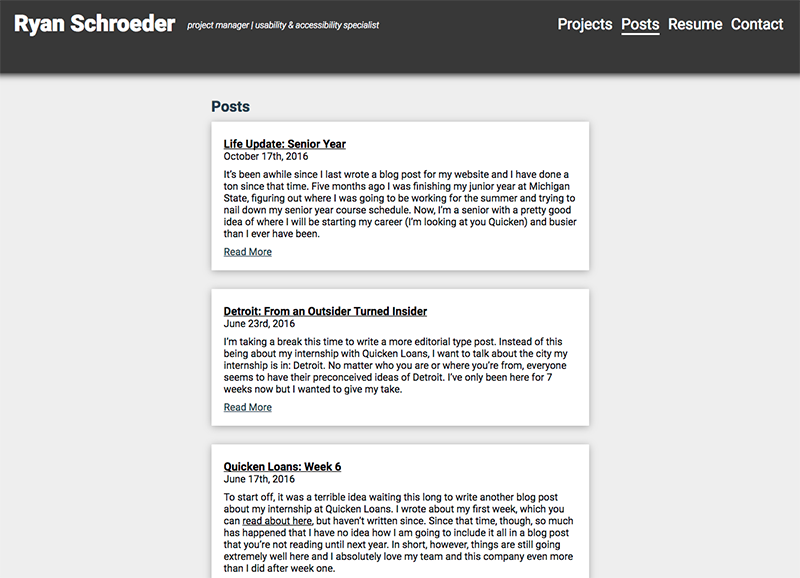 Ryan Schroeder project manager | usability & accessibility specialist Projects Posts Resume Contact
Posts
Life Update: Senior Year
October 17th, 2016
It's been awhile since I last wrote a blog post for my website and I have done a
ton since that time. Five months ago I was finishing my junior year at Michigan
State, figuring out where I was going to be working for the summer and trying to
nail down my senior year course schedule. Now, I'm a senior with a pretty good
idea of where I will be starting my career (I'm looking at you Quicken) and busier
than I ever have been.
Read More
Detroit: From an Outsider Turned Insider
June 23rd, 2016
I'm taking a break this time to write a more editorial type post. Instead of this
being about my internship with Quicken Loans, I want to talk about the city my
internship is in: Detroit. No matter who you are or where you're from, everyone
seems to have their preconceived ideas of Detroit. I've only been here for 7
weeks now but I wanted to give my take.
Read More
Quicken Loans: Week 6
June 17th, 2016
To start off, it was a terrible idea waiting this long to write another blog post
about my internship at Quicken Loans. I wrote about my first week, which you
can read about here, but haven't written since. Since that time, though, so much
has happened that I have no idea how I am going to include it all in a blog post
that you're not reading until next year. In short, however, things are still going
extremely well here and I absolutely love my team and this company even more
than I did after week one.